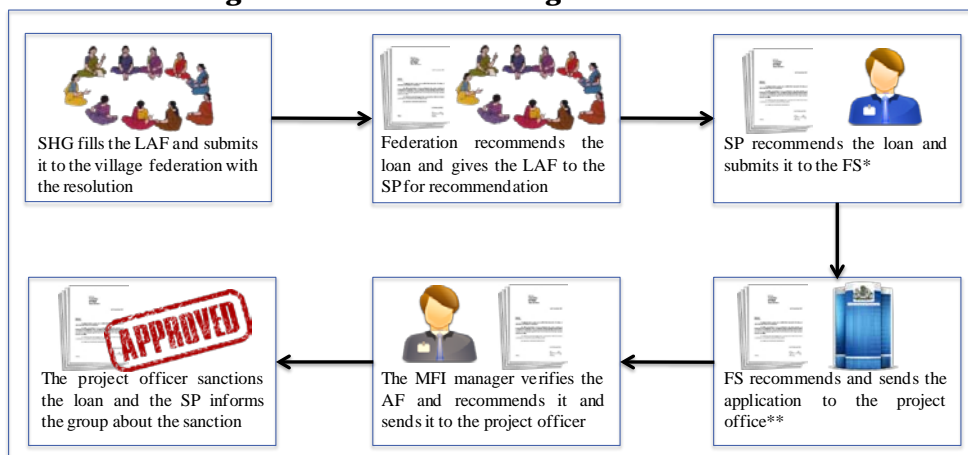 SHG fills the LAF and submits
it to the village federation with
the resolution
Federation recommends the
loan and gives the LAF to the
SP for recommendation
SP recommends the loan and
submits it to the FS*
FS recommends and sends the
application to the project
office**
The MFI manager verifies the
AF and recommends it and
sends it to the project officer
APPROVED
The project officer sanctions
the loan and the SP informs
the group about the sanction